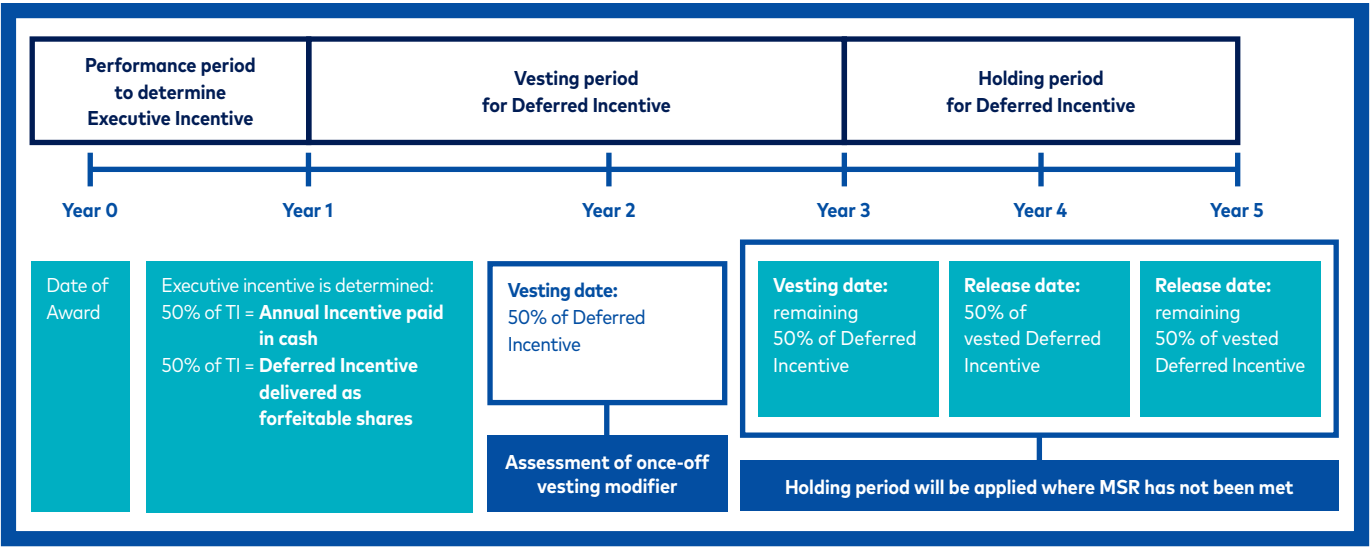 Performance period
to determine
Executive Incentive
Vesting period
for Deferred Incentive
Holding period
for Deferred Incentive
Year 0
Year 1
Year 2
Year 3
Year 4
Year 5
Date of
Award
Executive incentive is determined:
50% of TI = Annual Incentive paid
in cash
50% of TI = Deferred Incentive
delivered as
forfeitable shares
Vesting date:
50% of Deferred
Incentive
Assessment of once-off
vesting modifier
Vesting date:
remaining
50% of Deferred
Incentive
Release date:
50% of
vested Deferred
Incentive
Release date:
remaining
50% of vested
Deferred Incentive
Holding period will be applied where MSR has not been met